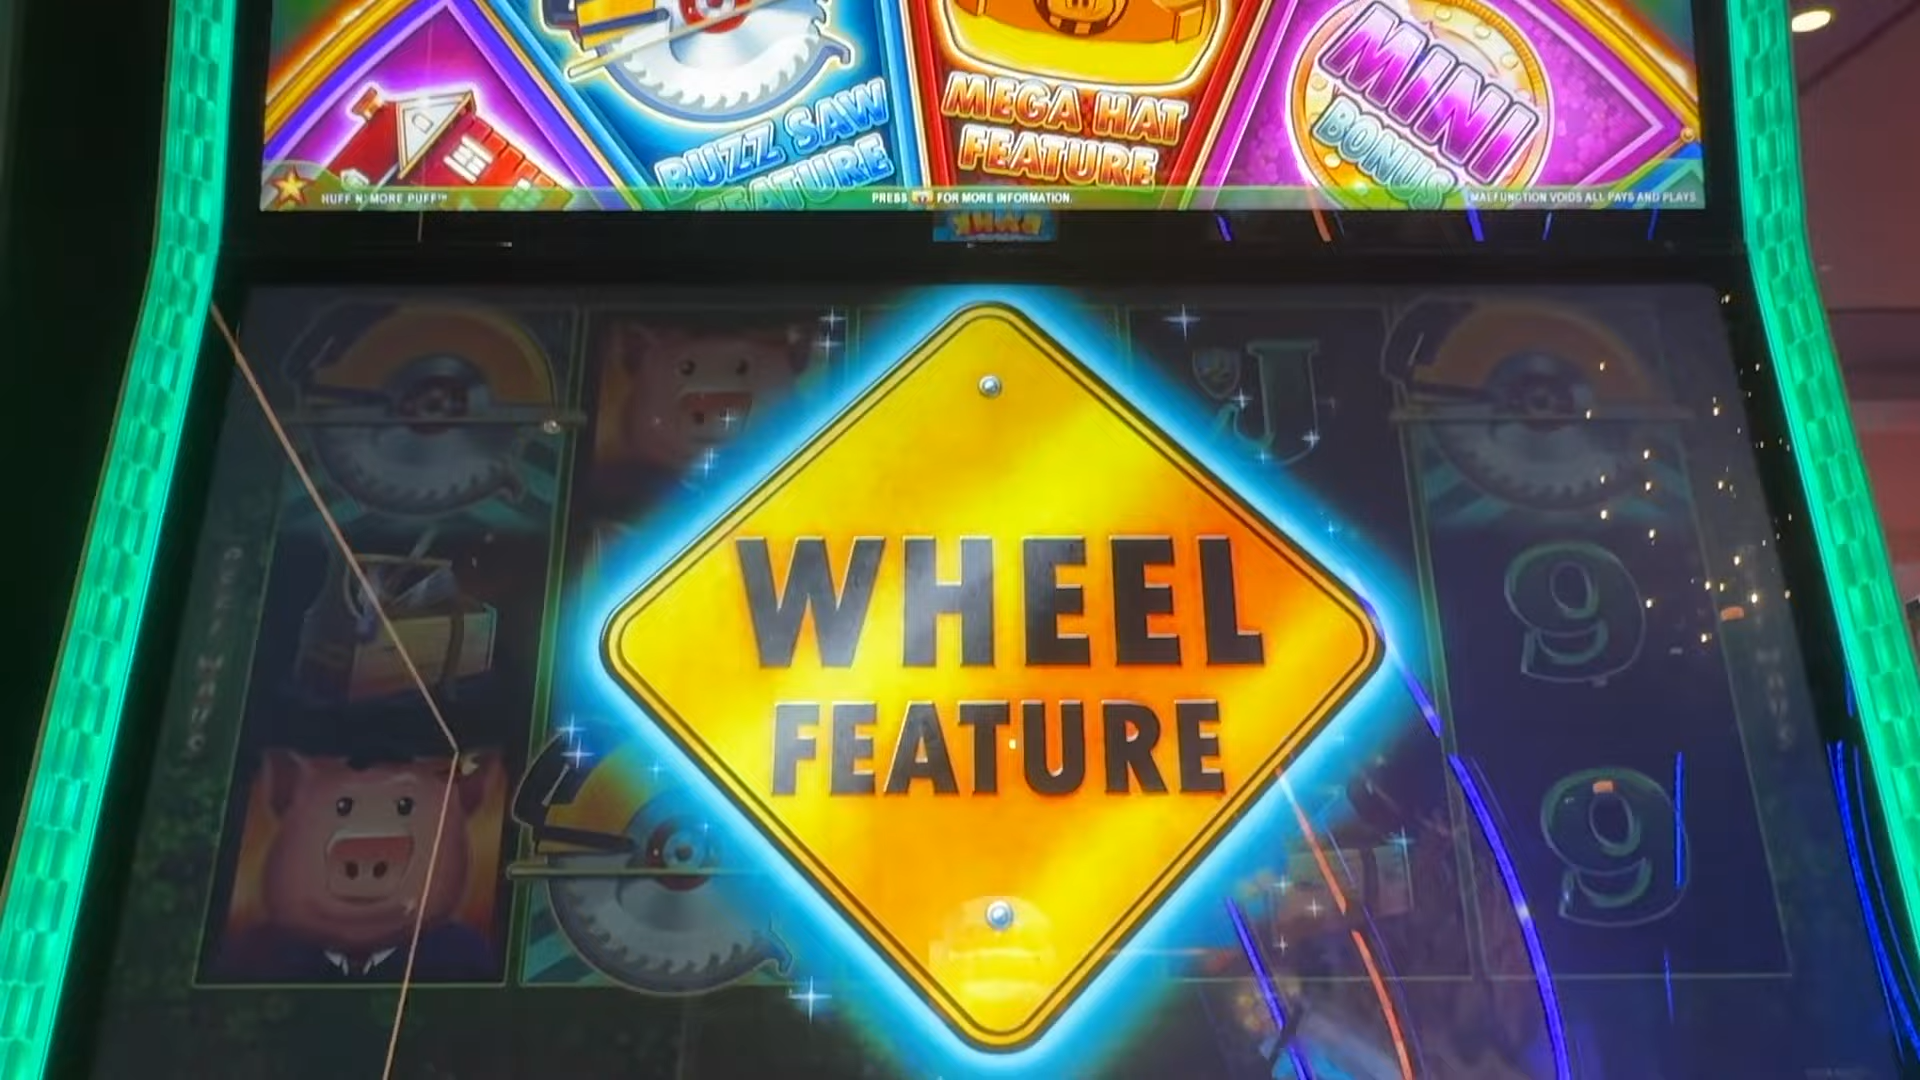 BUZZ SAW
FEATURE
MEGA HAT
FEATURE
MINI
BONUS
HUFF N' MORE PUFF™
PRESS
FOR MORE INFORMATION.
MALFUNCTION VOIDS ALL PAYS AND PLAYS.
J
WHEEL
FEATURE
9
9